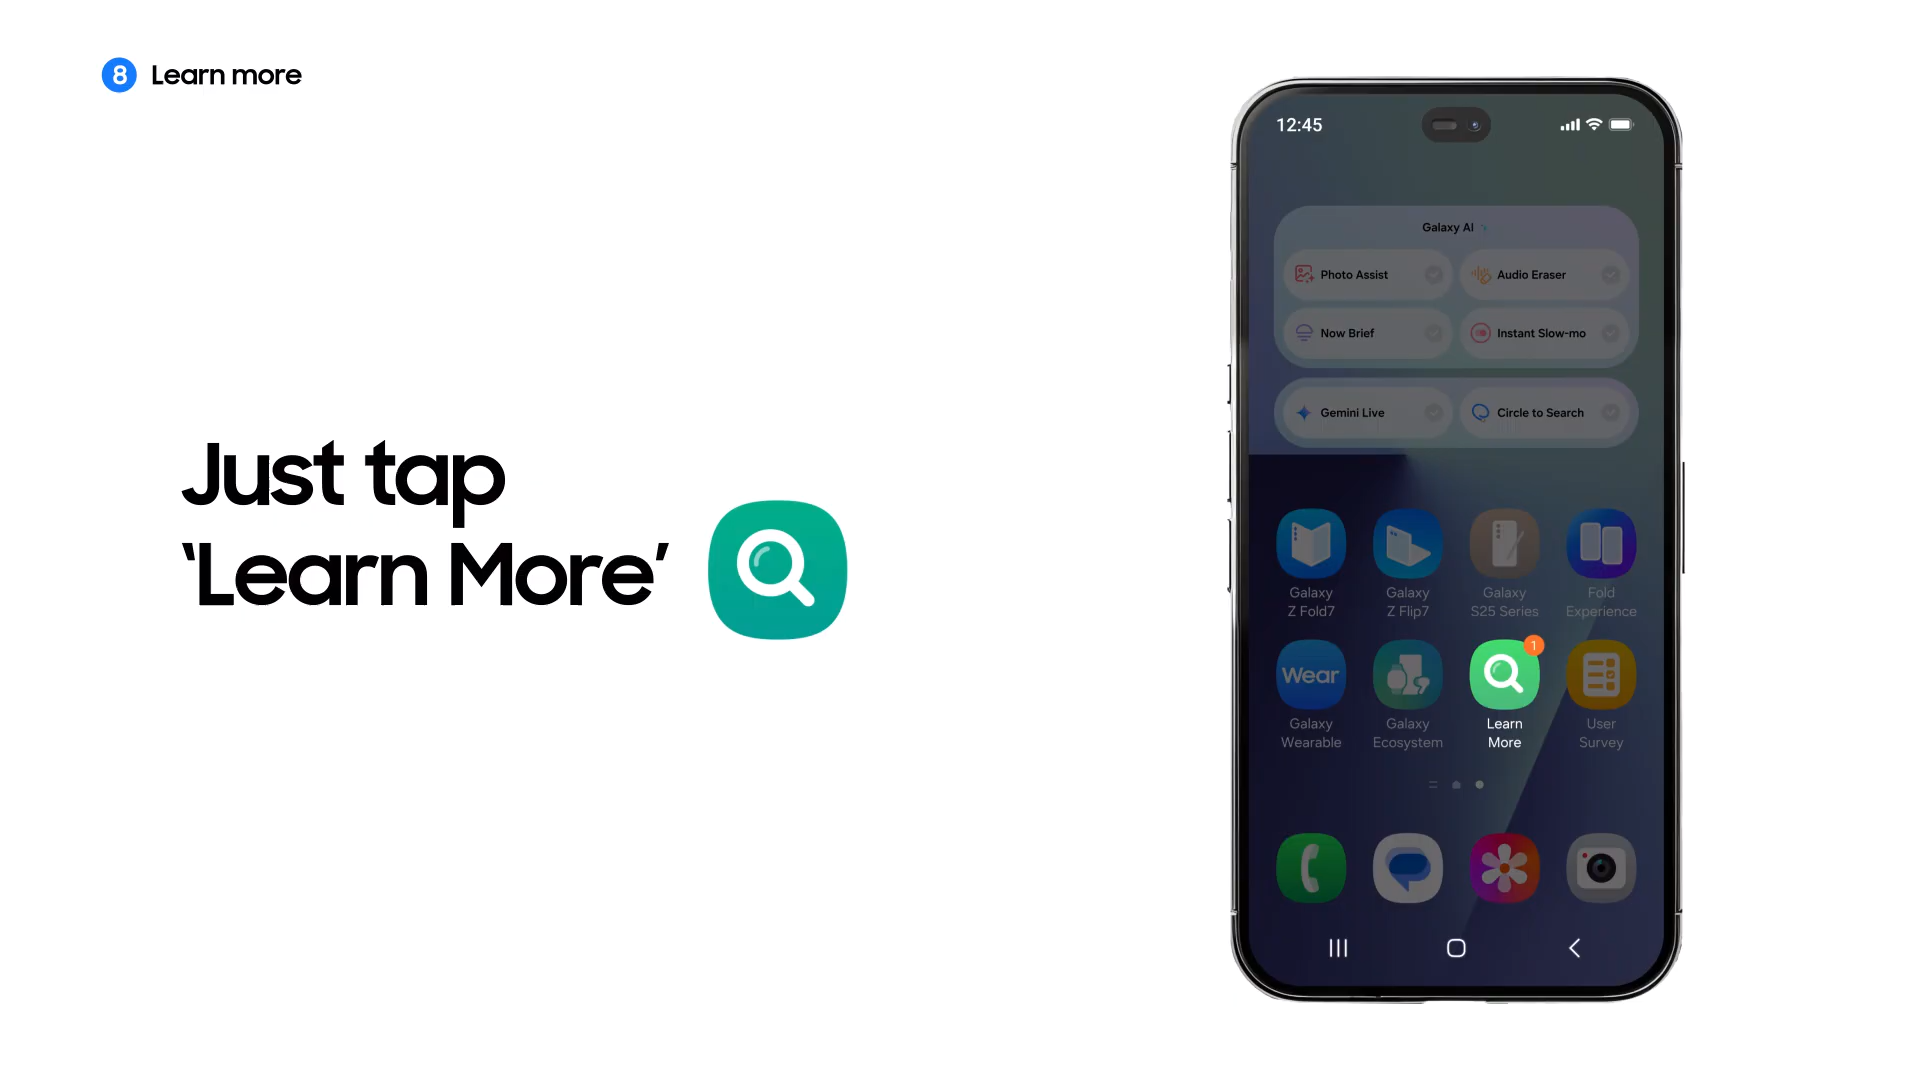 8 Learn more
Just tap
‘Learn More’
12:45
Galaxy AI
Photo Assist
Audio Eraser
Now Brief
Instant Slow-mo
Gemini Live
Circle to Search
Galaxy
Z Fold7
Galaxy
Z Flip7
Galaxy
S25 Series
Fold
Experience
Wear
Galaxy
Wearable
Galaxy
Ecosystem
1
Learn
More
User
Survey